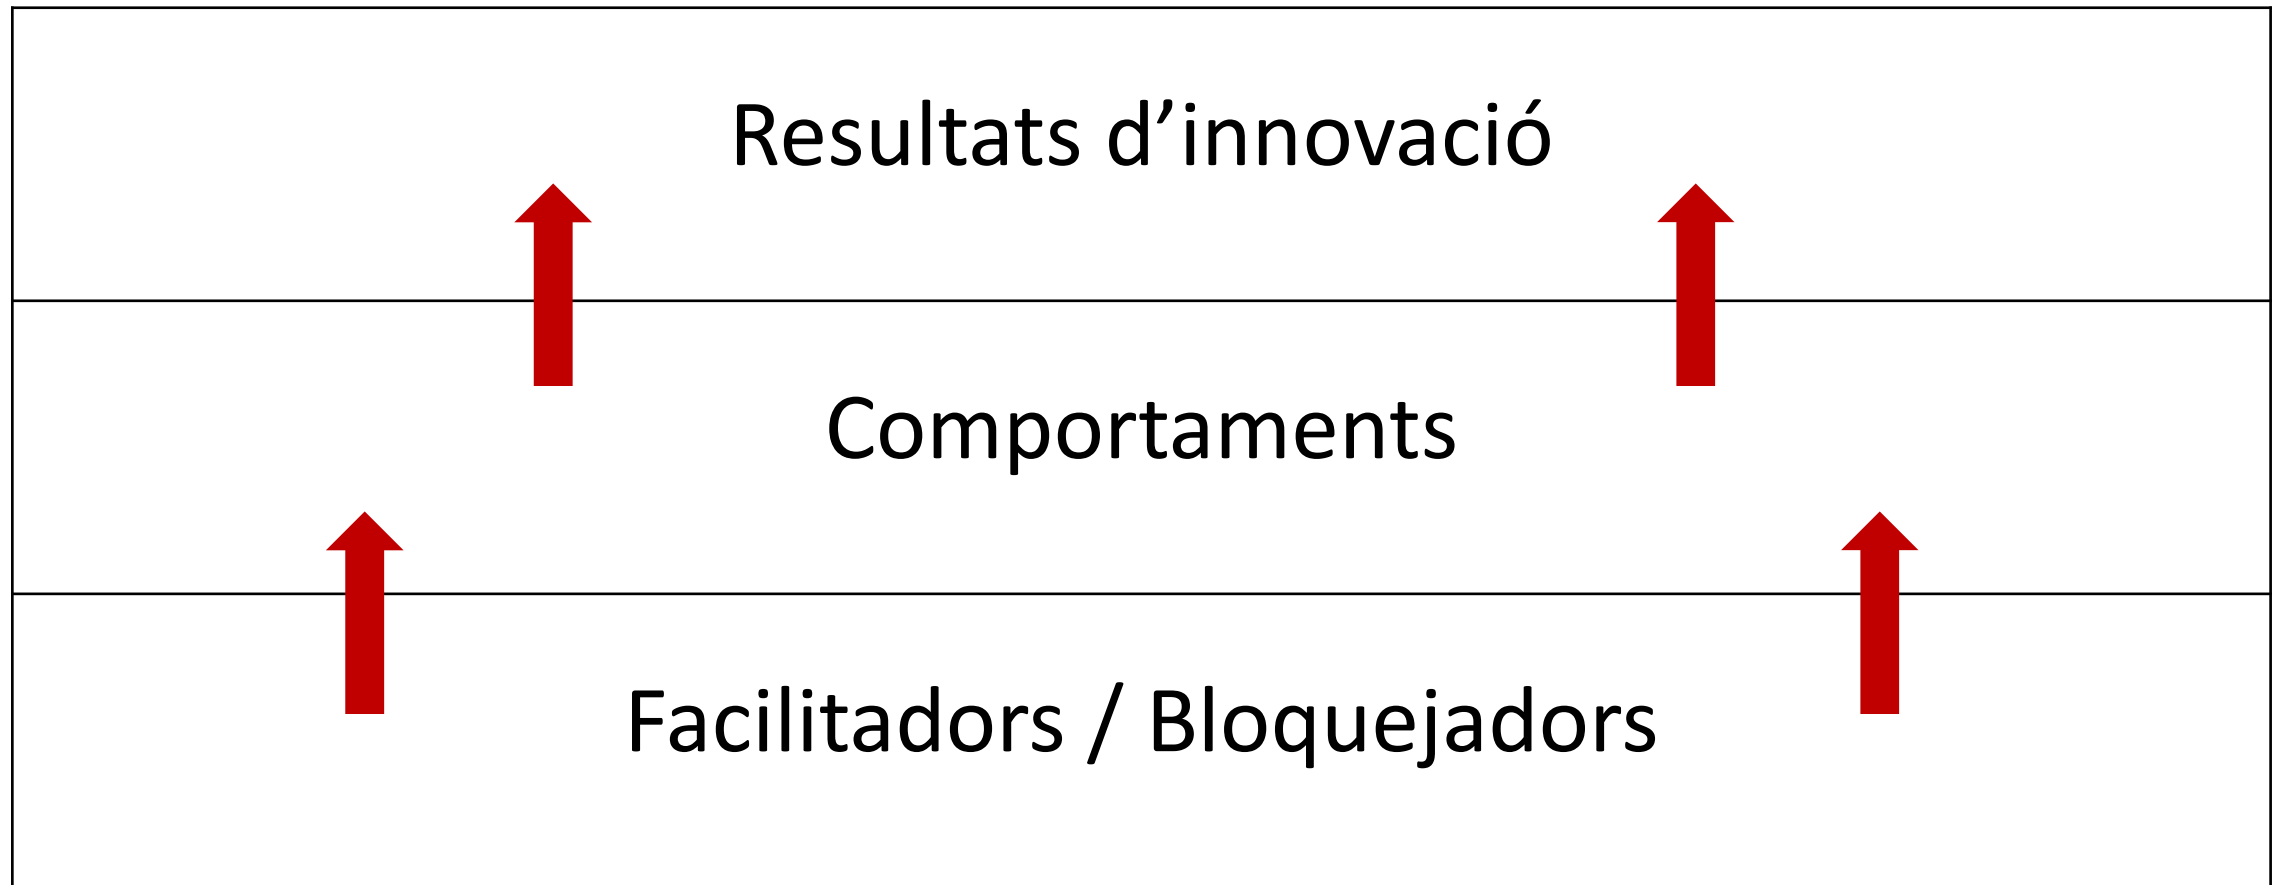 Resultats d’innovació
Comportaments
Facilitadors / Bloquejadors